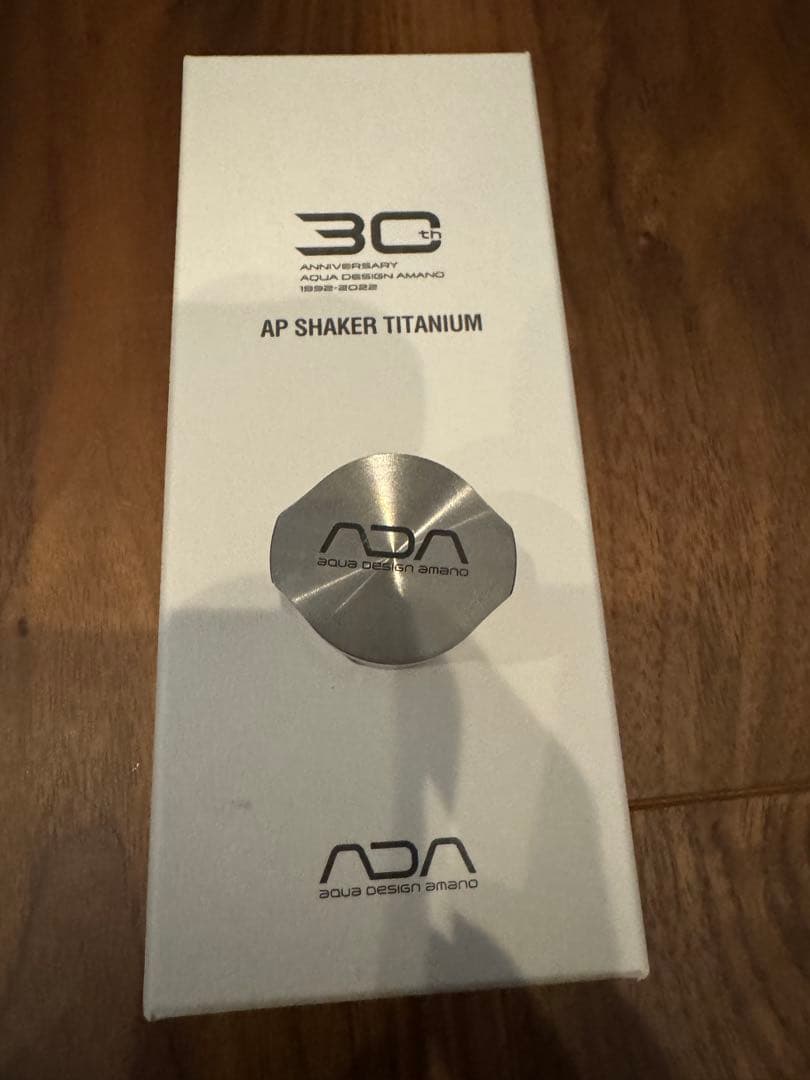 30th
ANNIVERSARY
AQUA DESIGN AMANO
1992-2022
AP SHAKER TITANIUM
ADA
aqua design amano
ADA
aqua design amano